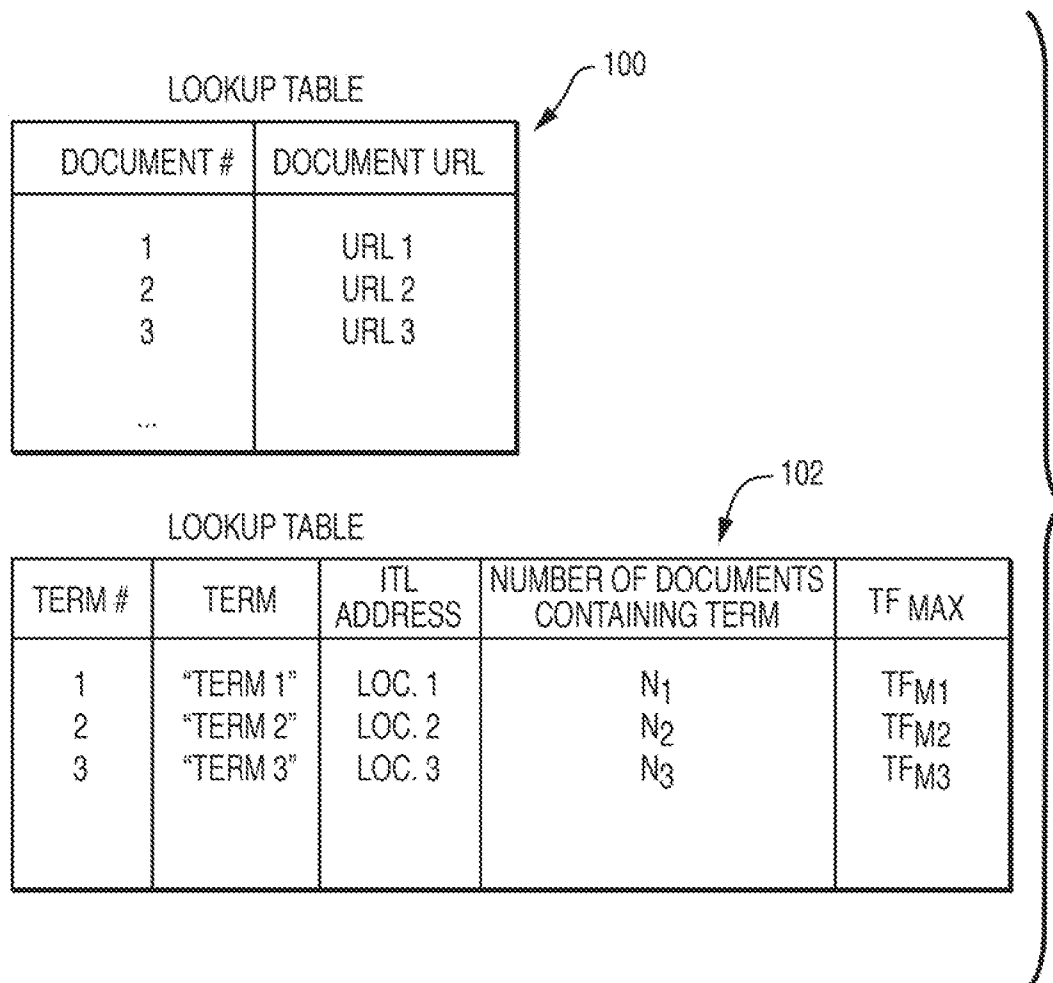 100
LOOKUP TABLE
DOCUMENT # DOCUMENT URL
1 URL 1
2 URL 2
3 URL 3
...
102
LOOKUP TABLE
TERM # TERM ITL ADDRESS NUMBER OF DOCUMENTS CONTAINING TERM TF MAX
1 "TERM 1" LOC. 1 N1 TFM1
2 "TERM 2" LOC. 2 N2 TFM2
3 "TERM 3" LOC. 3 N3 TFM3